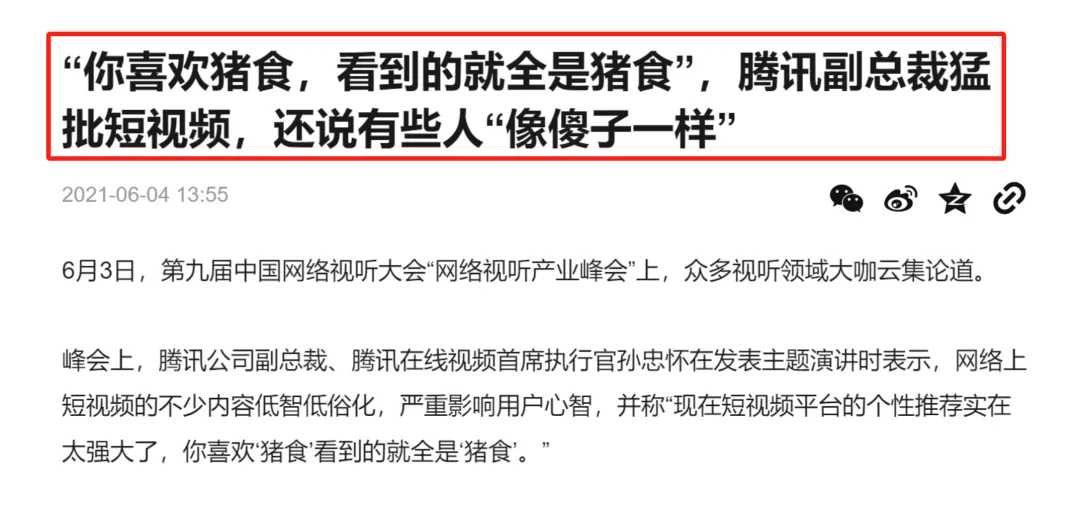 “你喜欢猪食，看到的就全是猪食”，腾讯副总裁猛
批短视频，还说有些人“像傻子一样”
2021-06-04 13:55
6月3日，第九届中国网络视听大会“网络视听产业峰会”上，众多视听领域大咖云集论道。
峰会上，腾讯公司副总裁、腾讯在线视频首席执行官孙忠怀在发表主题演讲时表示，网络上
短视频的不少内容低智低俗化，严重影响用户心智，并称“现在短视频平台的个性推荐实在
太强大了，你喜欢‘猪食’看到的就全是‘猪食’。”